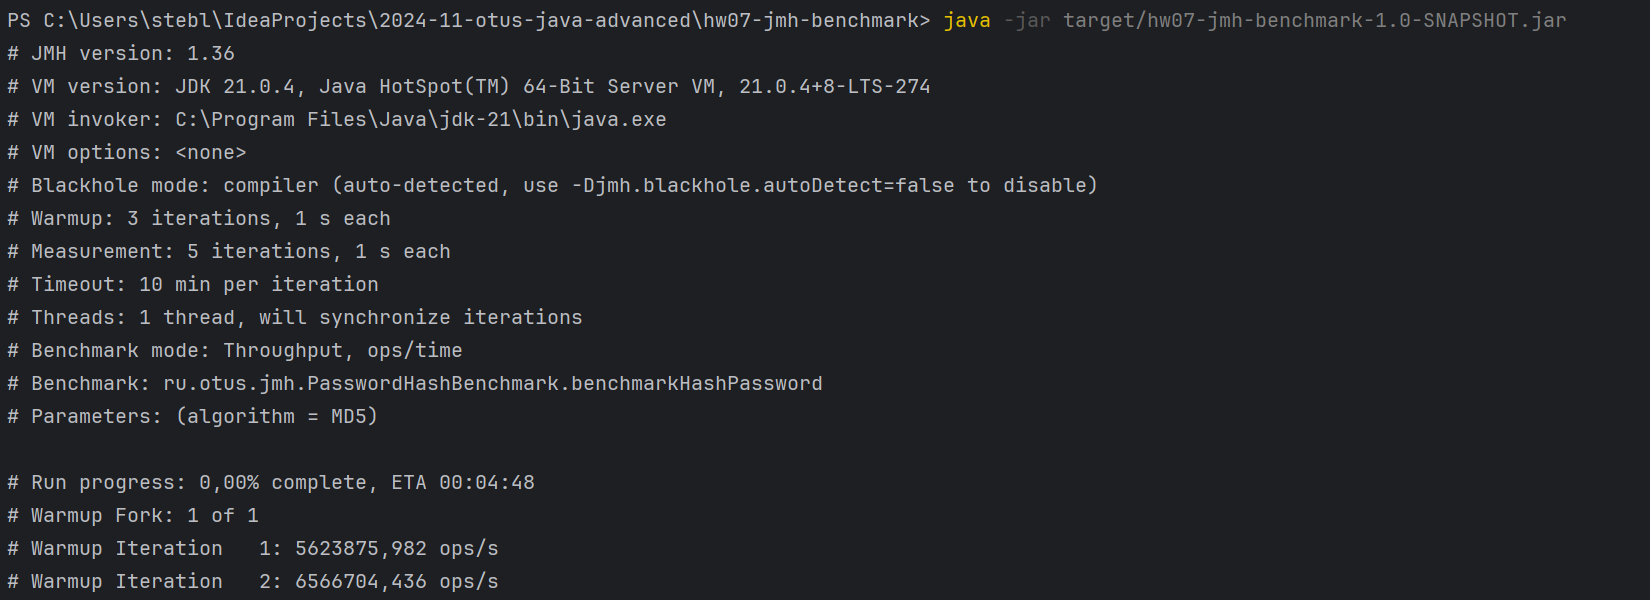 PS C:\Users\stebl\IdeaProjects\2024-11-otus-java-advanced\hw07-jmh-benchmark> java -jar target/hw07-jmh-benchmark-1.0-SNAPSHOT.jar
# JMH version: 1.36
# VM version: JDK 21.0.4, Java HotSpot(TM) 64-Bit Server VM, 21.0.4+8-LTS-274
# VM invoker: C:\Program Files\Java\jdk-21\bin\java.exe
# VM options: <none>
# Blackhole mode: compiler (auto-detected, use -Djmh.blackhole.autoDetect=false to disable)
# Warmup: 3 iterations, 1 s each
# Measurement: 5 iterations, 1 s each
# Timeout: 10 min per iteration
# Threads: 1 thread, will synchronize iterations
# Benchmark mode: Throughput, ops/time
# Benchmark: ru.otus.jmh.PasswordHashBenchmark.benchmarkHashPassword
# Parameters: (algorithm = MD5)

# Run progress: 0,00% complete, ETA 00:04:48
# Warmup Fork: 1 of 1
# Warmup Iteration   1: 5623875,982 ops/s
# Warmup Iteration   2: 6566704,436 ops/s